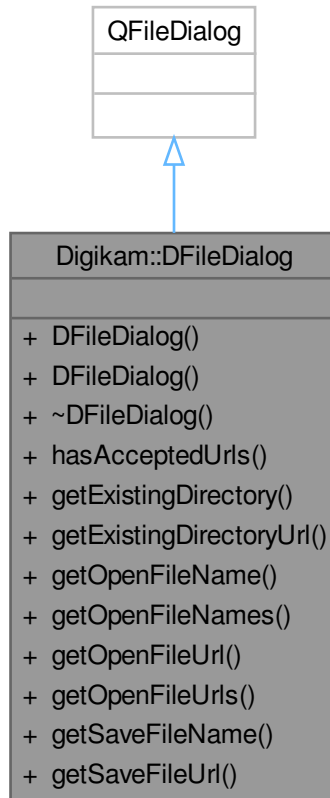 QFileDialog
Digikam::DFileDialog
+ DFileDialog()
+ DFileDialog()
+ ~DFileDialog()
+ hasAcceptedUrls()
+ getExistingDirectory()
+ getExistingDirectoryUrl()
+ getOpenFileName()
+ getOpenFileNames()
+ getOpenFileUrl()
+ getOpenFileUrls()
+ getSaveFileName()
+ getSaveFileUrl()